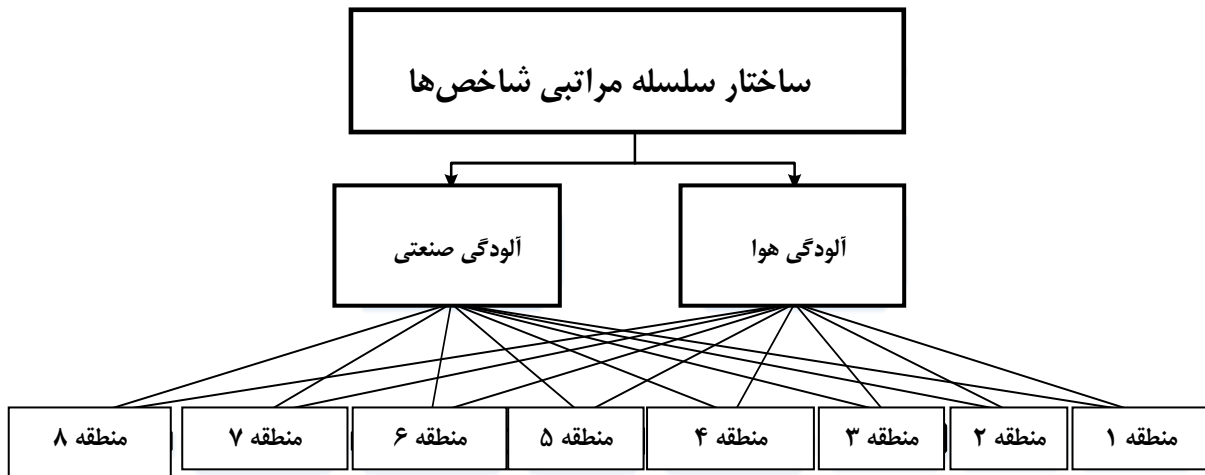 ساختار سلسله مراتبی شاخص‌ها
آلودگی هوا
آلودگی صنعتی
منطقه ۱
منطقه ۲
منطقه ۳
منطقه ۴
منطقه ۵
منطقه ۶
منطقه ۷
منطقه ۸